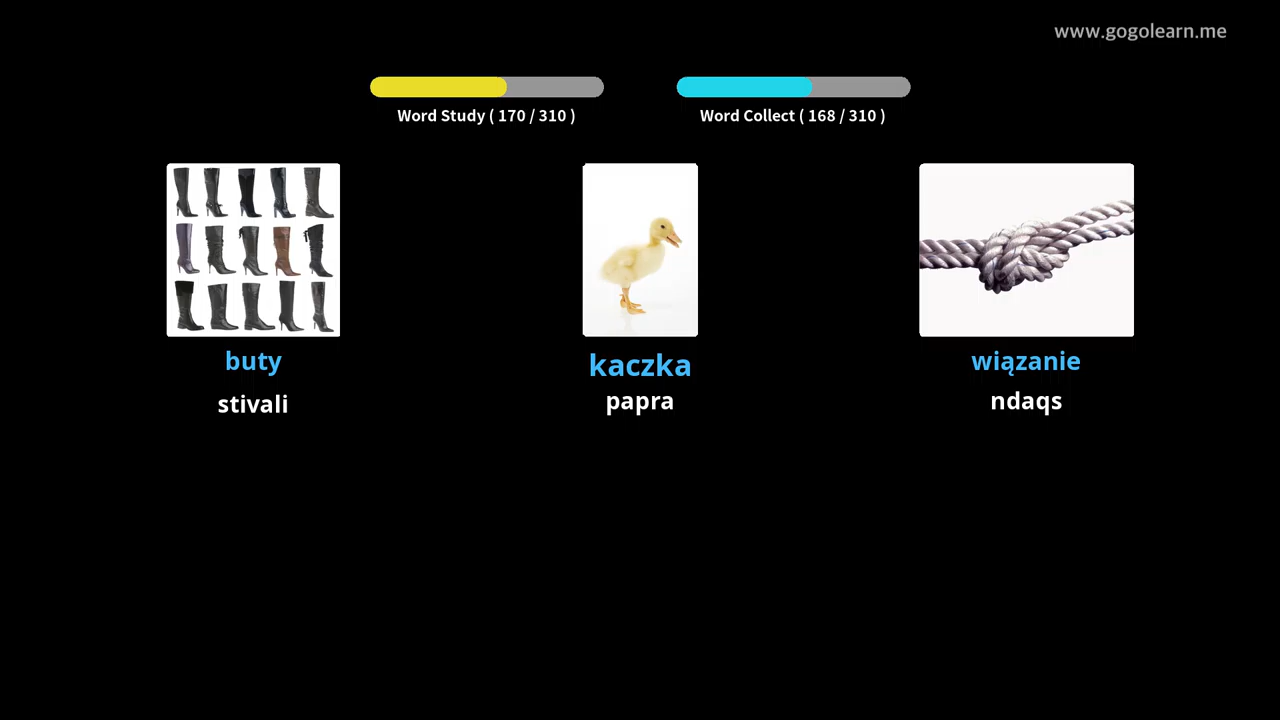 www.gogolearn.me
Word Study ( 170 / 310 )
Word Collect ( 168 / 310 )
buty
kaczka
wiązanie
stivali
papra
ndaqs